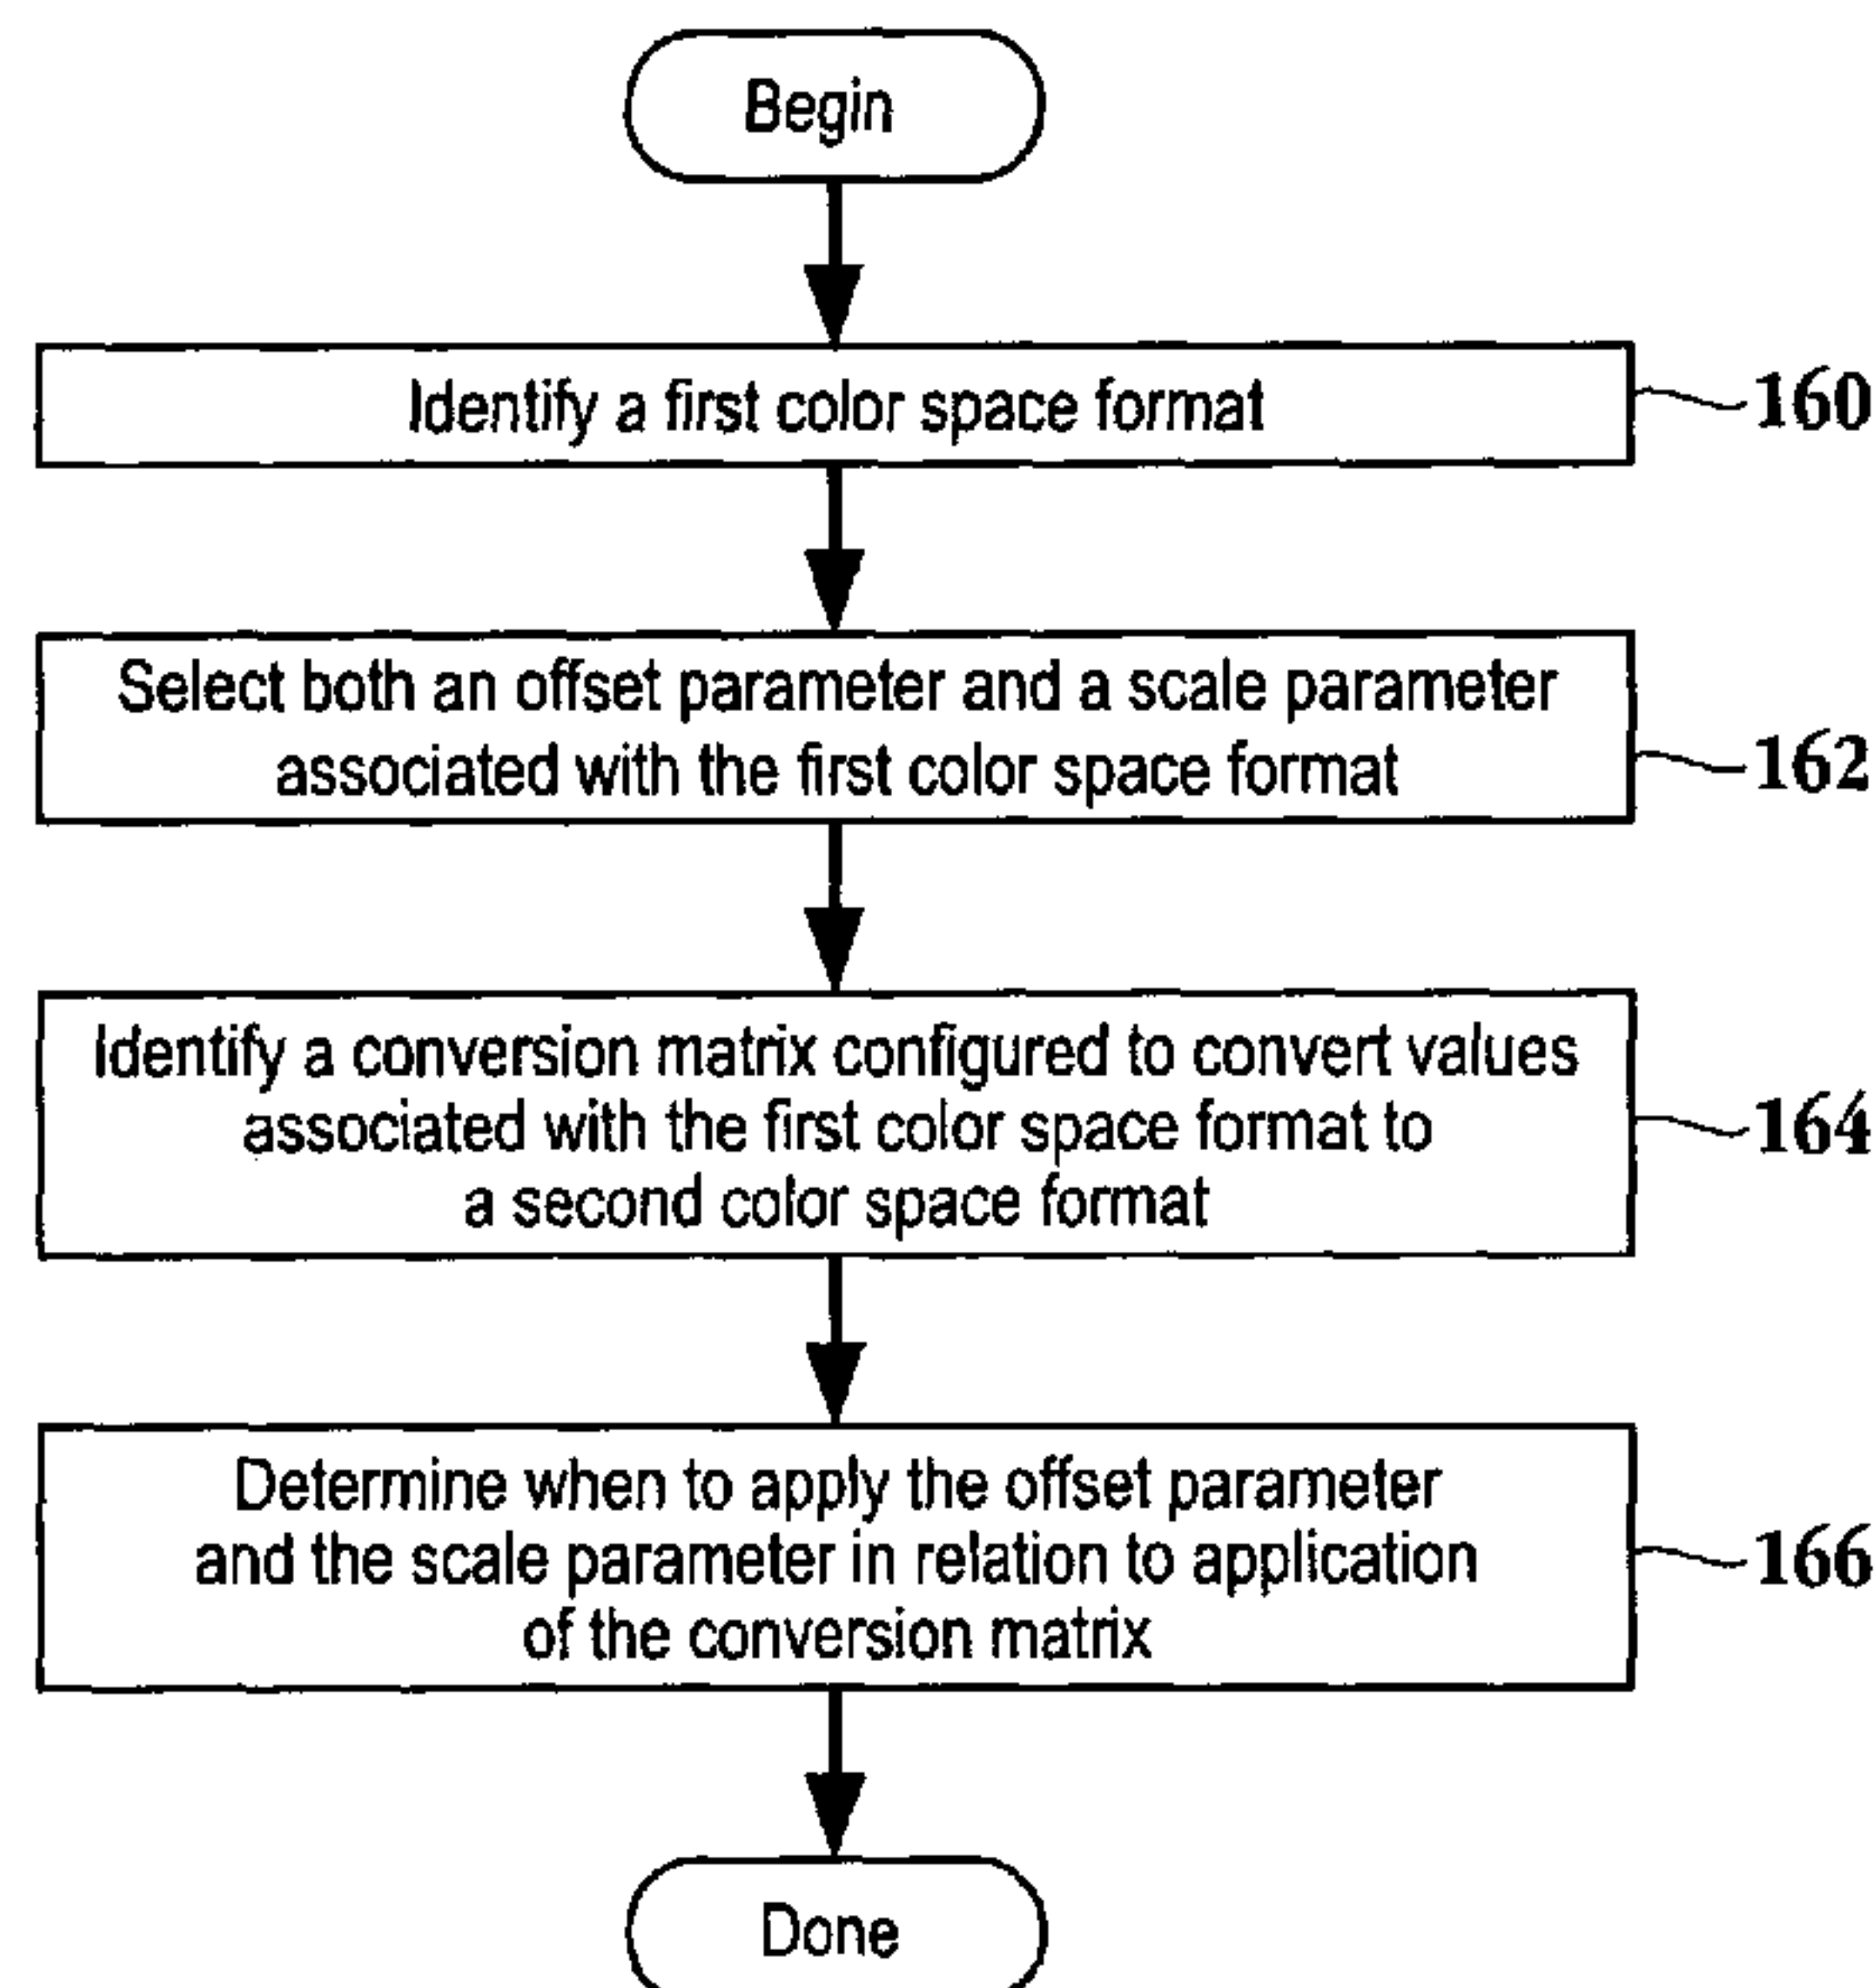 Begin
Identify a first color space format
160
Select both an offset parameter and a scale parameter
associated with the first color space format
162
Identify a conversion matrix configured to convert values
associated with the first color space format to
a second color space format
164
Determine when to apply the offset parameter
and the scale parameter in relation to application
of the conversion matrix
166
Done